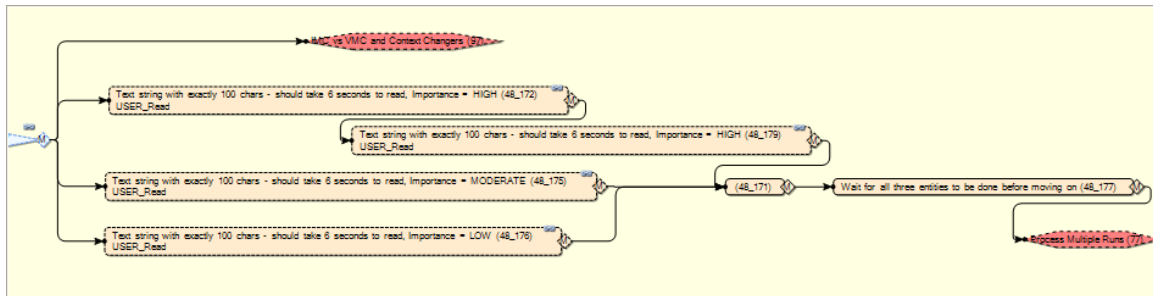 vs VMC and Context Changers (97
Text string with exactly 100 chars - should take 6 seconds to read, Importance = HIGH (48_172)
USER_Read
M
Text string with exactly 100 chars - should take 6 seconds to read, Importance = HIGH (48_179)
USER_Read
M
M
Text string with exactly 100 chars - should take 6 seconds to read, Importance = MODERATE (48_175)
USER_Read
M
(48_171)
M
Wait for all three entities to be done before moving on (48_177)
M
Text string with exactly 100 chars - should take 6 seconds to read, Importance = LOW (48_176)
USER_Read
M
Process Multiple Runs (77